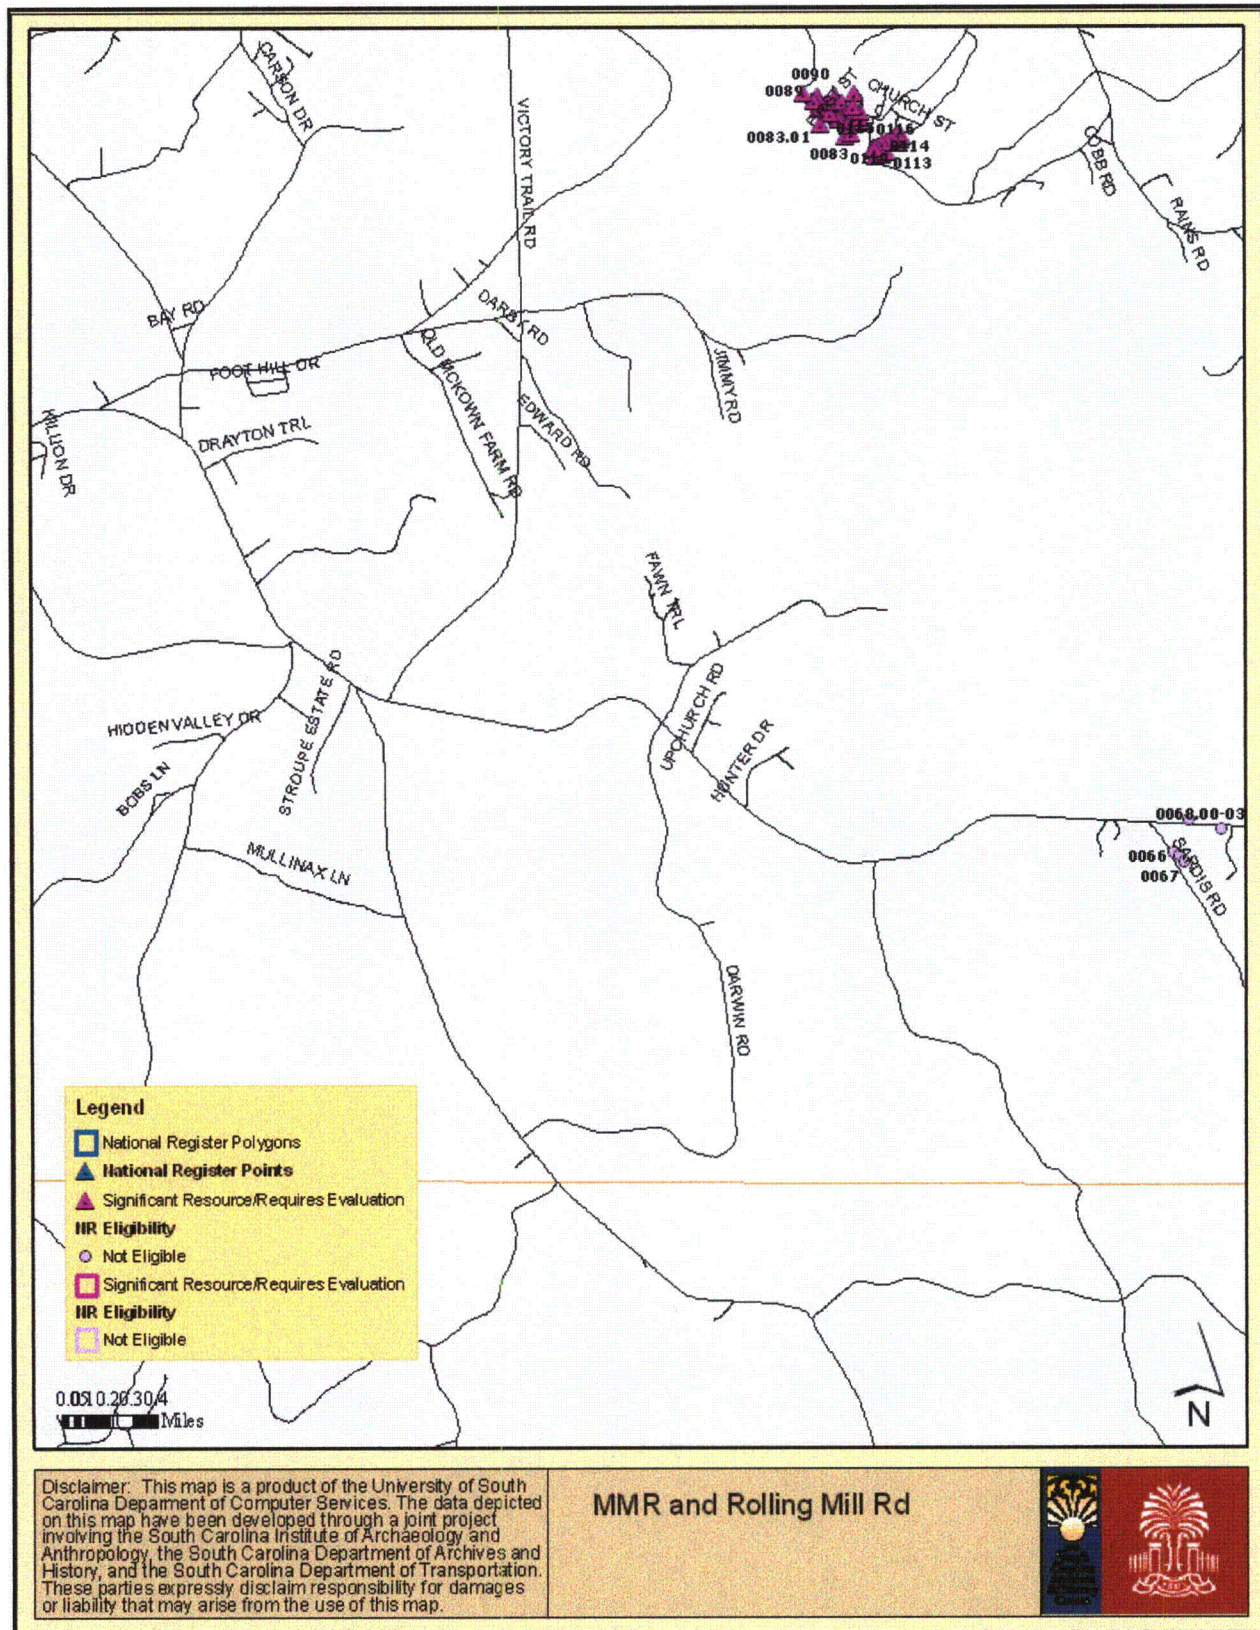 CARSON DR
VICTORY TRAIL RD
0090
0089
ST
CHURCH ST
0116
0083.01
0083
0114
0113
COBB RD
RAINS RD
BAY RD
DARBY RD
FOOT HILL DR
OLD MCKOWN FARM RD
JIMMY RD
EDWARD RD
KILLION DR
DRAYTON TRL
FAWN TRL
STROUPE ESTATE RD
UPCHURCH RD
HIDDEN VALLEY DR
HUNTER DR
BOBS LN
MULLINAX LN
0068.00-03
0066
0067
SARDIS RD
DARWIN RD
Legend
National Register Polygons
National Register Points
Significant Resource/Requires Evaluation
NR Eligibility
Not Eligible
Significant Resource/Requires Evaluation
NR Eligibility
Not Eligible
Miles
N
Disclaimer: This map is a product of the University of South
Carolina Deparment of Computer Services. The data depicted
on this map have been developed through a joint project
involving the South Carolina Institute of Archaeology and
Anthropology, the South Carolina Department of Archives and
History, and the South Carolina Department of Transportation.
These parties expressly disclaim responsibility for damages
or liability that may arise from the use of this map.
MMR and Rolling Mill Rd